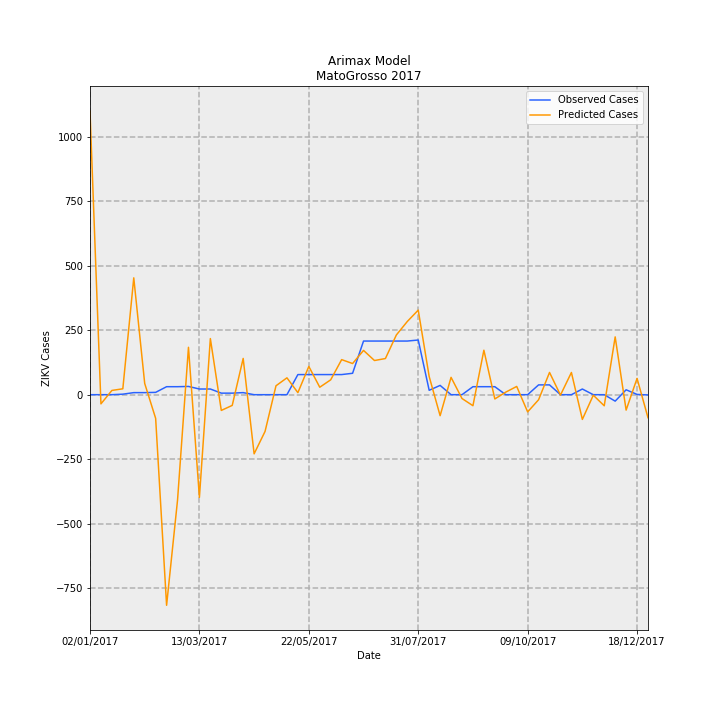 Arimax Model
MatoGrosso 2017
Observed Cases
Predicted Cases
1000
750
500
250
0
−250
−500
−750
ZIKV Cases
02/01/2017 13/03/2017 22/05/2017 31/07/2017 09/10/2017 18/12/2017
Date